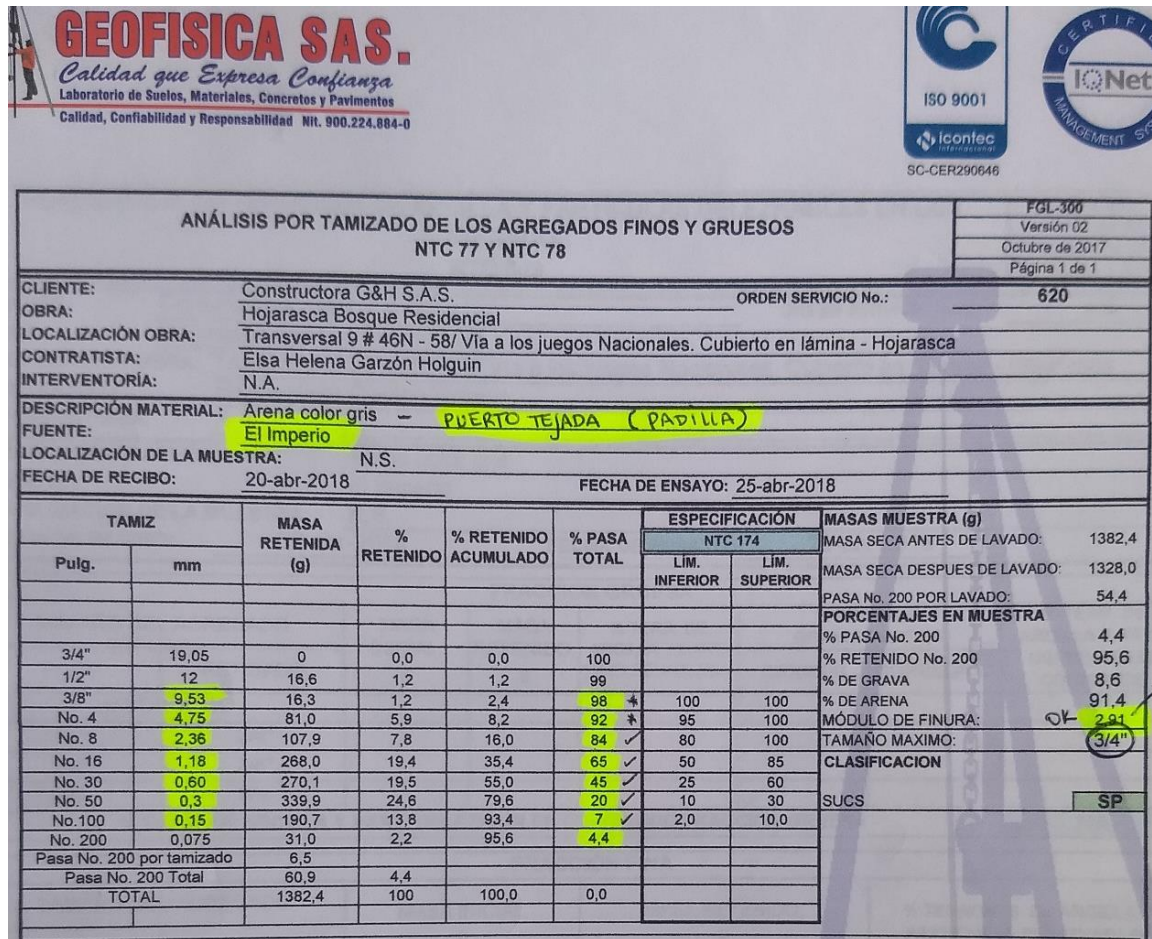 GEOFISICA SAS.
Calidad que Expresa Confianza
Laboratorio de Suelos, Materiales, Concretos y Pavimentos
Calidad, Confiabilidad y Responsabilidad Nit. 900.224.884-0
ISO 9001
icontec
internacional
SC-CER290646
CERTIFI
IQNet
MANAGEMENT SY
ANÁLISIS POR TAMIZADO DE LOS AGREGADOS FINOS Y GRUESOS
NTC 77 Y NTC 78
FGL-300
Versión 02
Octubre de 2017
Página 1 de 1
CLIENTE: Constructora G&H S.A.S. ORDEN SERVICIO No.: 620
OBRA: Hojarasca Bosque Residencial
LOCALIZACIÓN OBRA: Transversal 9 # 46N - 58/ Vía a los juegos Nacionales. Cubierto en lámina - Hojarasca
CONTRATISTA: Elsa Helena Garzón Holguin
INTERVENTORÍA: N.A.
DESCRIPCIÓN MATERIAL: Arena color gris - PUERTO TEJADA (PADILLA)
FUENTE: El Imperio
LOCALIZACIÓN DE LA MUESTRA: N.S.
FECHA DE RECIBO: 20-abr-2018 FECHA DE ENSAYO: 25-abr-2018
TAMIZ
Pulg. mm
MASA RETENIDA (g)
% RETENIDO
% RETENIDO ACUMULADO
% PASA TOTAL
ESPECIFICACIÓN
NTC 174
LÍM. INFERIOR
LÍM. SUPERIOR
3/4" 19,05 0 0,0 0,0 100
1/2" 12 16,6 1,2 1,2 99
3/8" 9,53 16,3 1,2 2,4 98 * 100 100
No. 4 4,75 81,0 5,9 8,2 92 * 95 100
No. 8 2,36 107,9 7,8 16,0 84 ✓ 80 100
No. 16 1,18 268,0 19,4 35,4 65 ✓ 50 85
No. 30 0,60 270,1 19,5 55,0 45 ✓ 25 60
No. 50 0,3 339,9 24,6 79,6 20 ✓ 10 30
No.100 0,15 190,7 13,8 93,4 7 ✓ 2,0 10,0
No. 200 0,075 31,0 2,2 95,6 4,4
Pasa No. 200 por tamizado 6,5
Pasa No. 200 Total 60,9 4,4
TOTAL 1382,4 100 100,0 0,0
MASAS MUESTRA (g)
MASA SECA ANTES DE LAVADO: 1382,4
MASA SECA DESPUES DE LAVADO: 1328,0
PASA No. 200 POR LAVADO: 54,4
PORCENTAJES EN MUESTRA
% PASA No. 200 4,4
% RETENIDO No. 200 95,6
% DE GRAVA 8,6
% DE ARENA 91,4
MÓDULO DE FINURA: OK 2,91
TAMAÑO MAXIMO: 3/4"
CLASIFICACION
SUCS SP